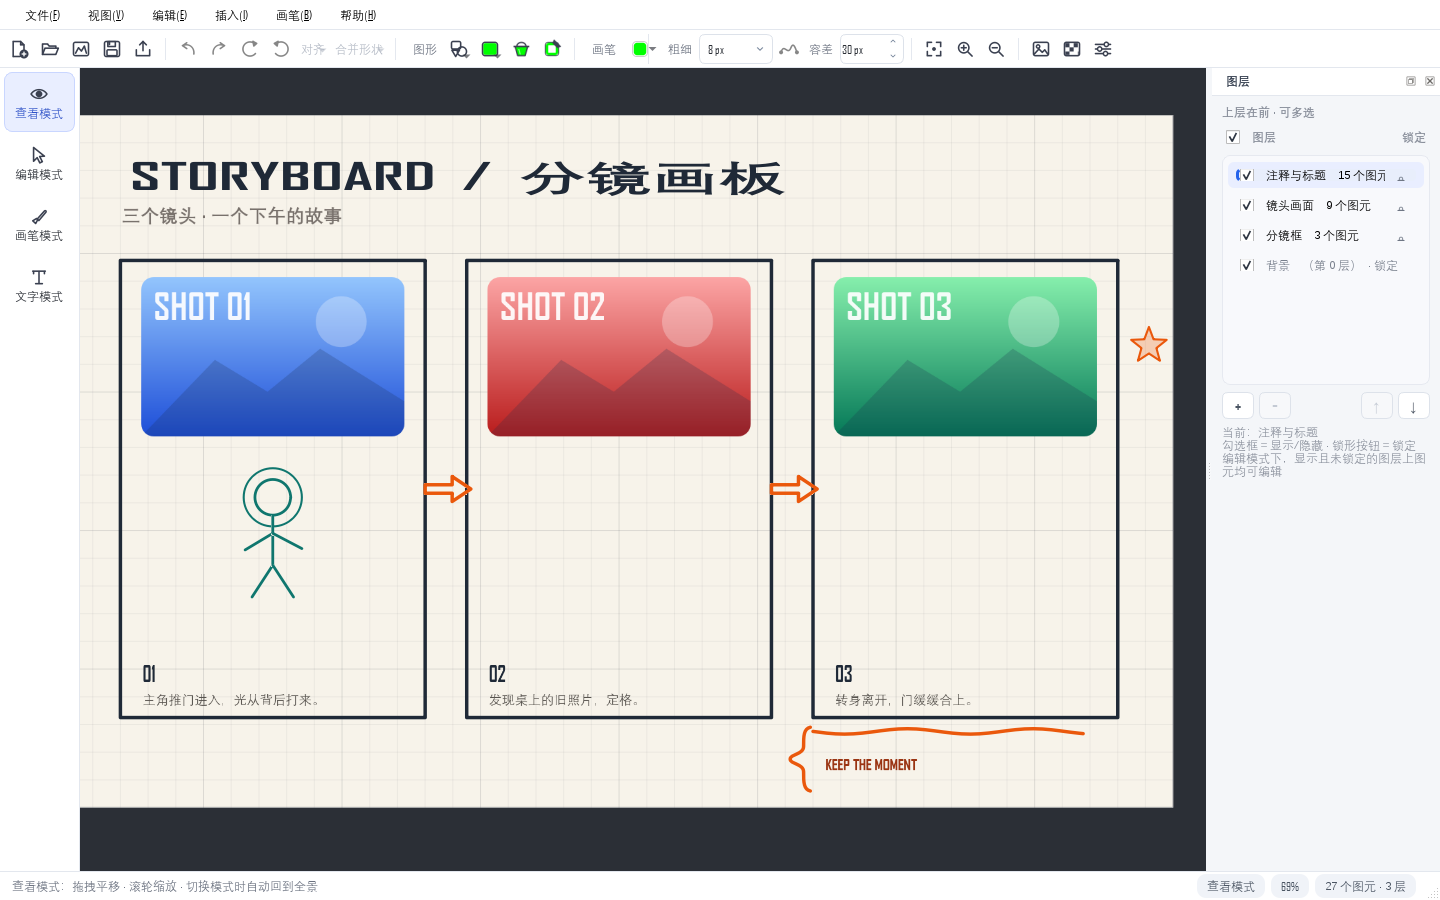 文件(F) 视图(V) 编辑(E) 插入(I) 画笔(B) 帮助(H)
对齐 合并形状 图形 画笔 粗细 8 px 容差 30 px
查看模式
编辑模式
画笔模式
文字模式
STORYBOARD / 分镜画板
三个镜头 · 一个下午的故事
SHOT 01
SHOT 02
SHOT 03
01
主角推门进入，光从背后打来。
02
发现桌上的旧照片，定格。
03
转身离开，门缓缓合上。
KEEP THE MOMENT
图层
上层在前 · 可多选
图层 锁定
注释与标题 15 个图元
镜头画面 9 个图元
分镜框 3 个图元
背景 （第 0 层） · 锁定
+ − ↑ ↓
当前：注释与标题
勾选框 = 显示/隐藏 · 锁形按钮 = 锁定
编辑模式下，显示且未锁定的图层上图
元均可编辑
查看模式：拖拽平移 · 滚轮缩放 · 切换模式时自动回到全景
查看模式 69% 27 个图元 · 3 层